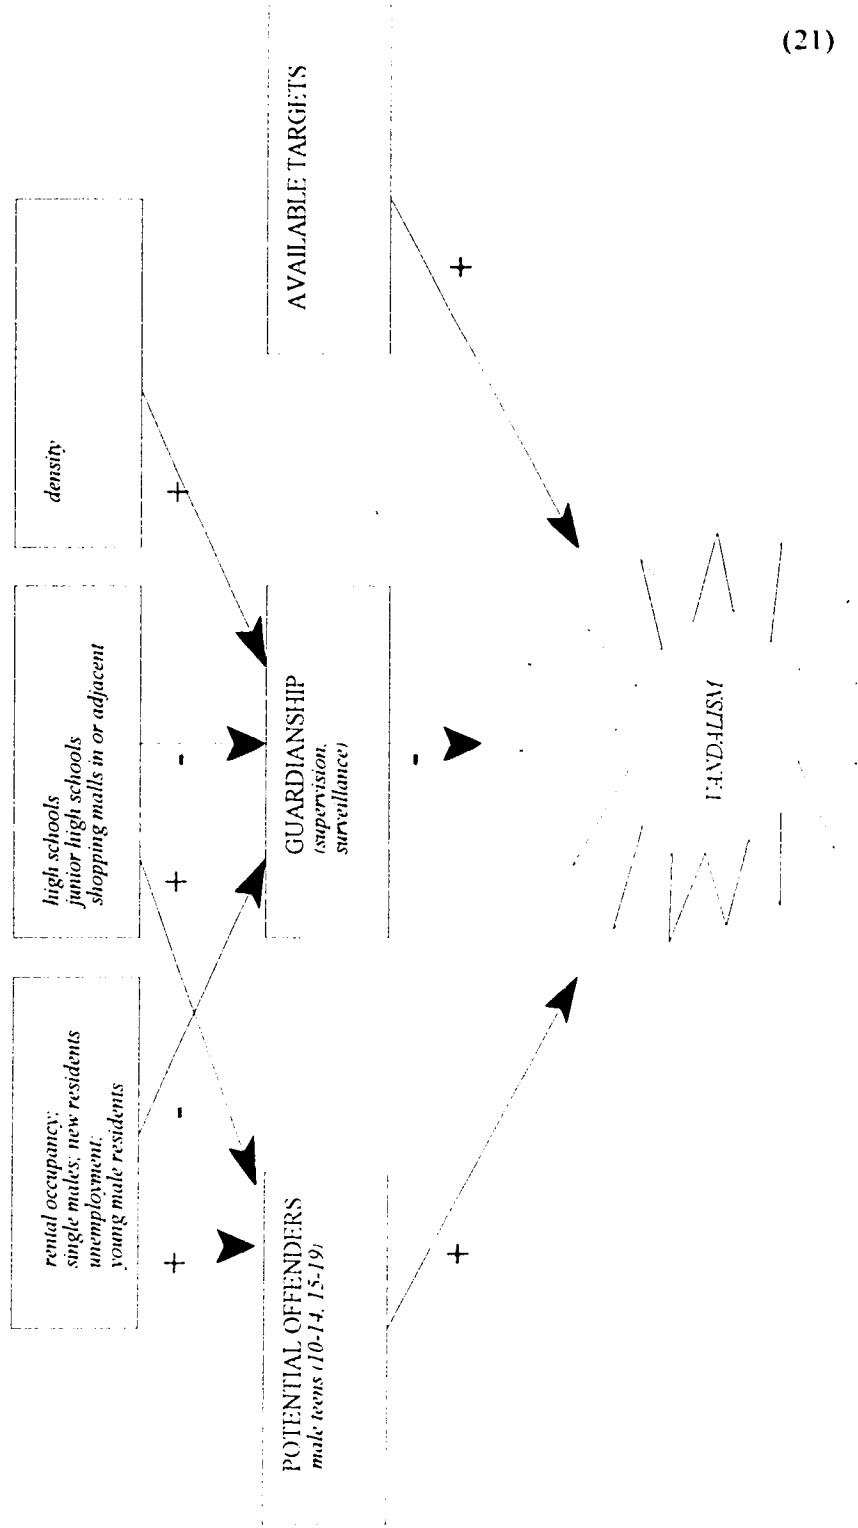 (21)
rental occupancy;
single males; new residents
unemployment;
young male residents
high schools
junior high schools
shopping malls in or adjacent
density
+
-
+
-
+
POTENTIAL OFFENDERS
male teens (10-14, 15-19)
GUARDIANSHIP
(supervision,
surveillance)
AVAILABLE TARGETS
+
-
+
VANDALISM